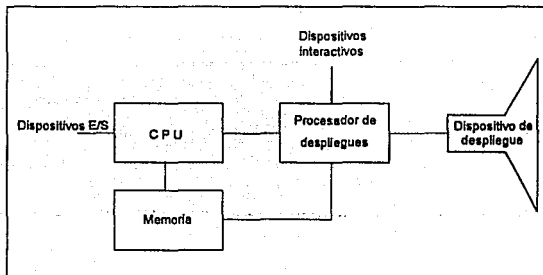 Dispositivos
Interactivos
Dispositivos E/S
C P U
Procesador de
despliegues
Dispositivo de
despliegue
Memoria